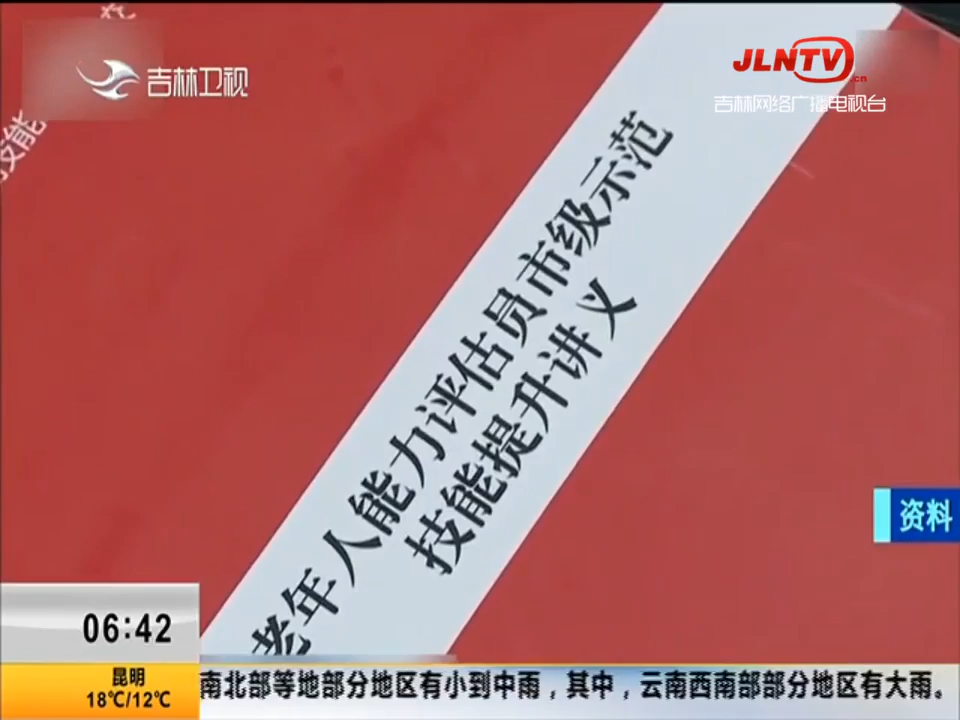 吉林卫视
JLNTV.cn
吉林网络广播电视台
技能
老年人能力评估员市级示范
技能提升讲义
资料
06:42
昆明
18℃/12℃
南北部等地部分地区有小到中雨，其中，云南西南部部分地区有大雨。